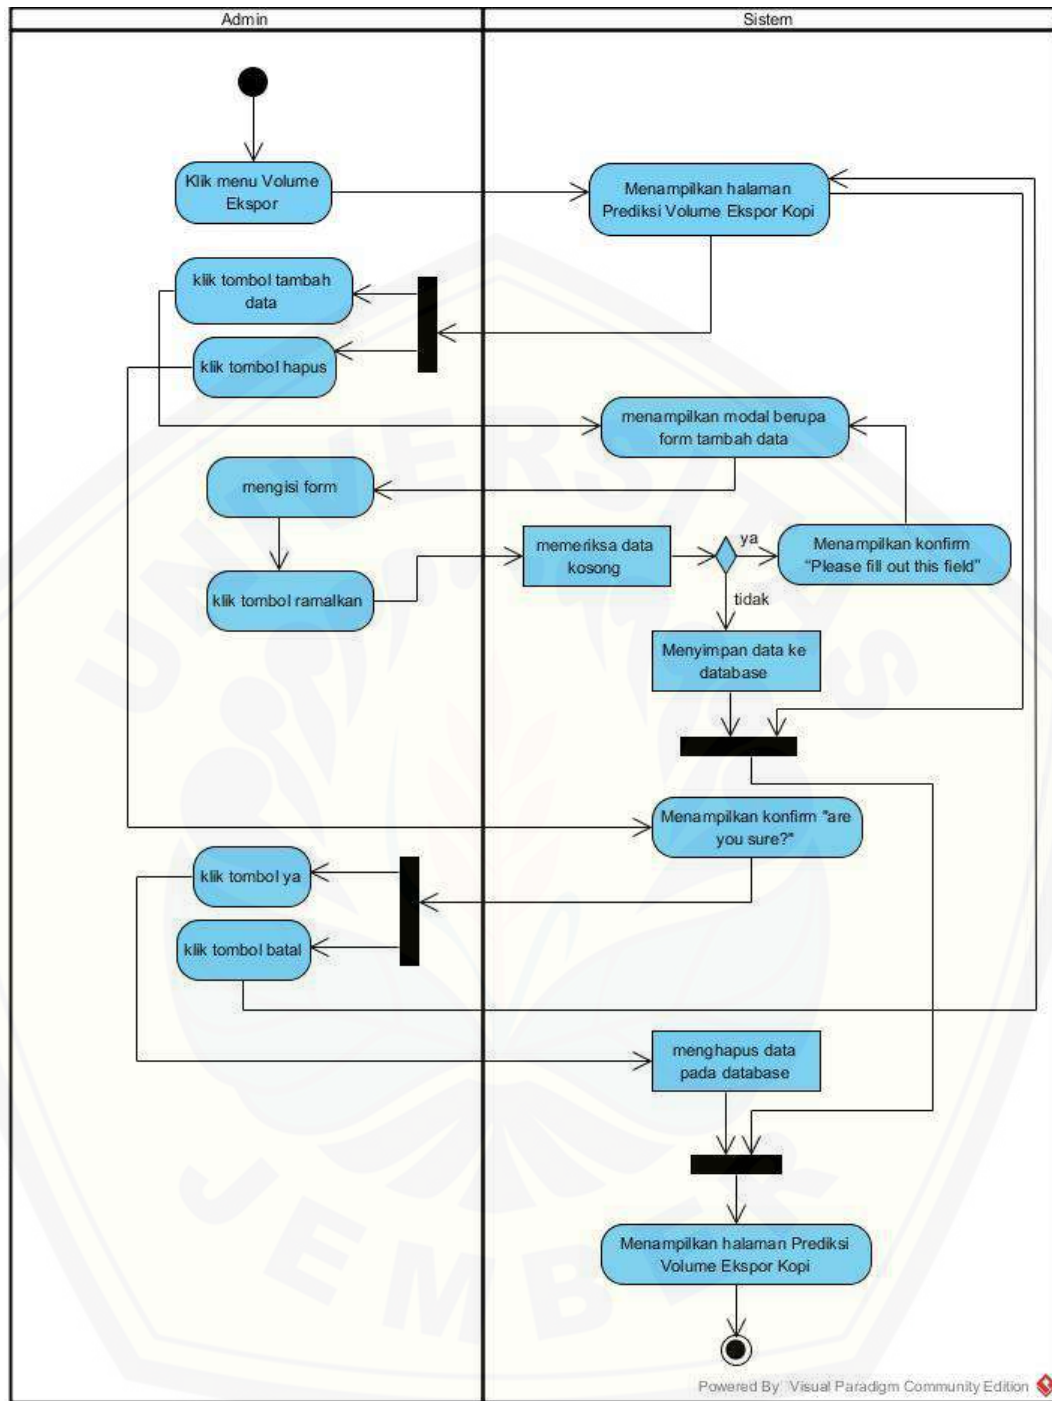 Admin
Sistem
Klik menu Volume
Ekspor
Menampilkan halaman
Prediksi Volume Ekspor Kopi
klik tombol tambah
data
klik tombol hapus
menampilkan modal berupa
form tambah data
mengisi form
memeriksa data
kosong
ya
Menampilkan konfirm
"Please fill out this field"
klik tombol ramalkan
tidak
Menyimpan data ke
database
Menampilkan konfirm "are
you sure?"
klik tombol ya
klik tombol batal
menghapus data
pada database
Menampilkan halaman Prediksi
Volume Ekspor Kopi
UNIVERSITAS
JEMBER
Powered By Visual Paradigm Community Edition